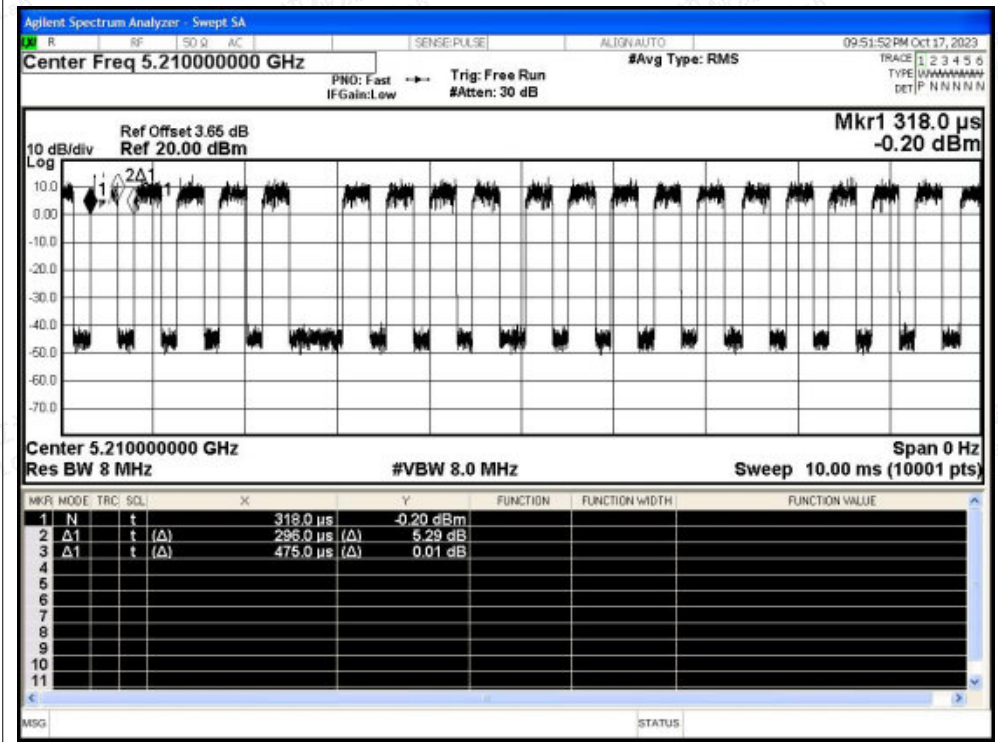 Agilent Spectrum Analyzer - Swept SA
R RF 50 Ω AC SENSE:PULSE ALIGN AUTO 09:51:52 PM Oct 17, 2023
Center Freq 5.210000000 GHz
PNO: Fast
IFGain:Low
Trig: Free Run
#Atten: 30 dB
#Avg Type: RMS
TRACE 1 2 3 4 5 6
TYPE
DET P N N N N N
Mkr1 318.0 µs
-0.20 dBm
Ref Offset 3.65 dB
10 dB/div Ref 20.00 dBm
Log
10.0
0.00
-10.0
-20.0
-30.0
-40.0
-50.0
-60.0
-70.0
1 2Δ1
Center 5.210000000 GHz Span 0 Hz
Res BW 8 MHz #VBW 8.0 MHz Sweep 10.00 ms (10001 pts)
MKR MODE TRC SCL X Y FUNCTION FUNCTION WIDTH FUNCTION VALUE
1 N t 318.0 µs -0.20 dBm
2 Δ1 t (Δ) 296.0 µs (Δ) 5.29 dB
3 Δ1 t (Δ) 475.0 µs (Δ) 0.01 dB
4
5
6
7
8
9
10
11
MSG STATUS